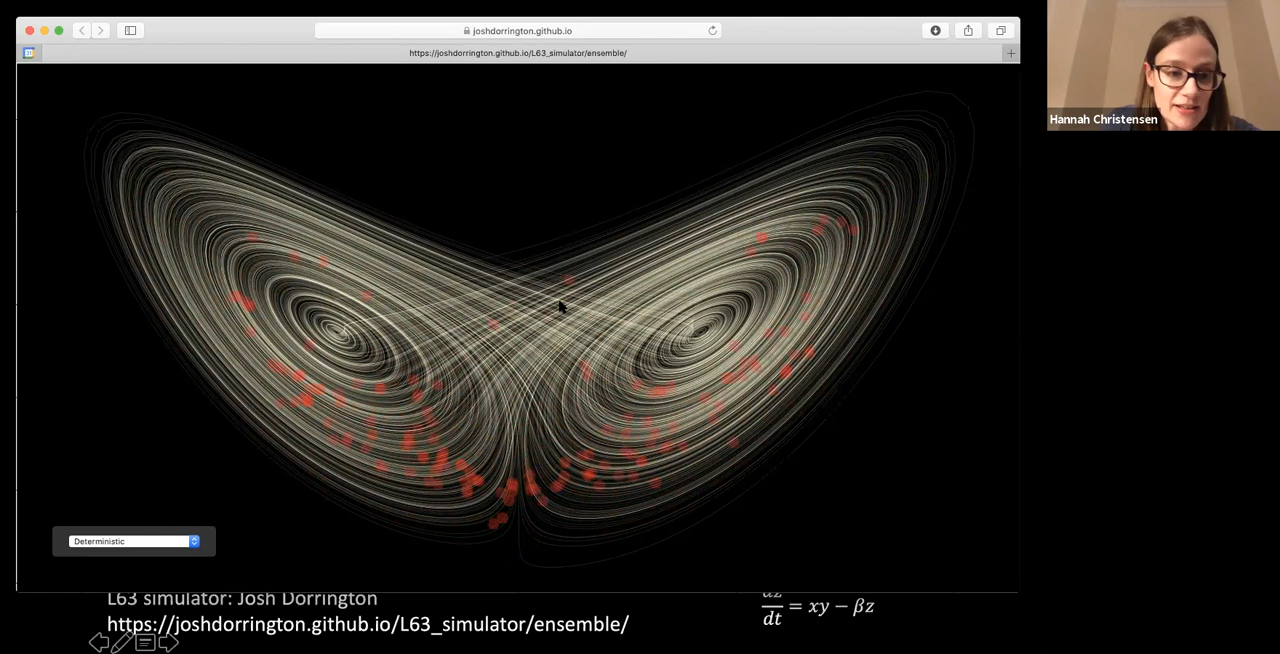 joshdorrington.github.io
https://joshdorrington.github.io/L63_simulator/ensemble/
Hannah Christensen
Deterministic
L63 simulator: Josh Dorrington
https://joshdorrington.github.io/L63_simulator/ensemble/
dz
dt = xy − βz